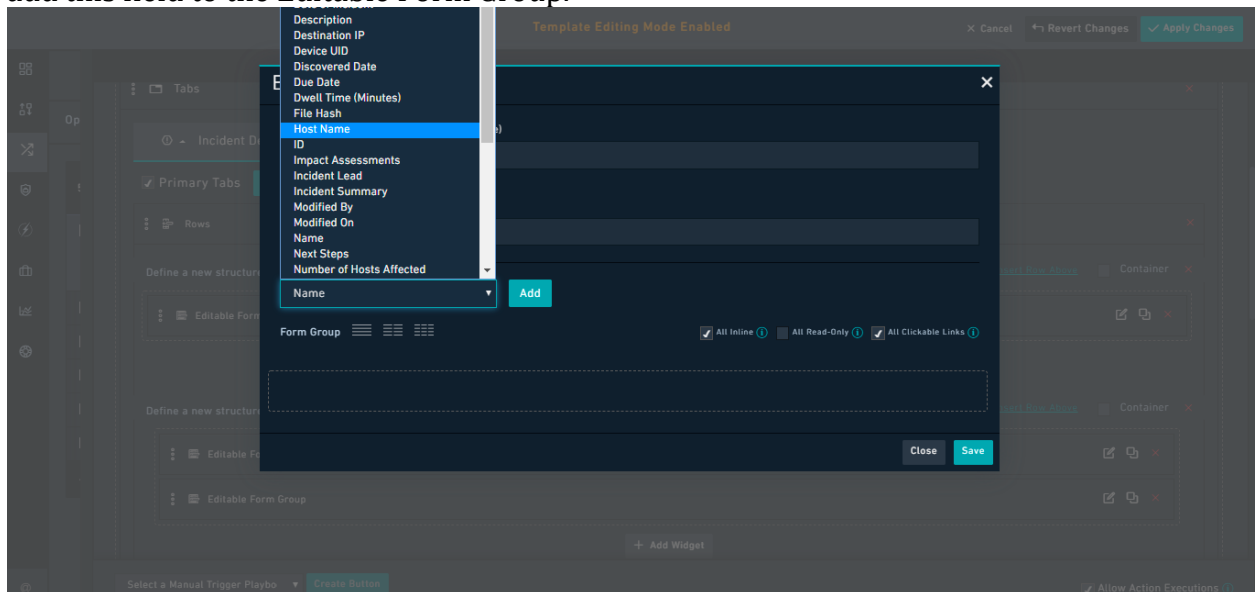 add this field to the Editable Form Group.
Description
Destination IP
Device UID
Discovered Date
Due Date
Dwell Time (Minutes)
File Hash
Host Name
ID
Impact Assessments
Incident Lead
Incident Summary
Modified By
Modified On
Name
Next Steps
Number of Hosts Affected
Template Editing Mode Enabled
Cancel
Revert Changes
Apply Changes
Tabs
Op
Incident De
Primary Tabs
Rows
Define a new structure
Container
Editable Form
Name
Add
Form Group
All Inline
All Read-Only
All Clickable Links
Define a new structure
Container
Close
Save
Editable Fo
Editable Form Group
+ Add Widget
Select a Manual Trigger Playbo
Create Button
Allow Action Executions